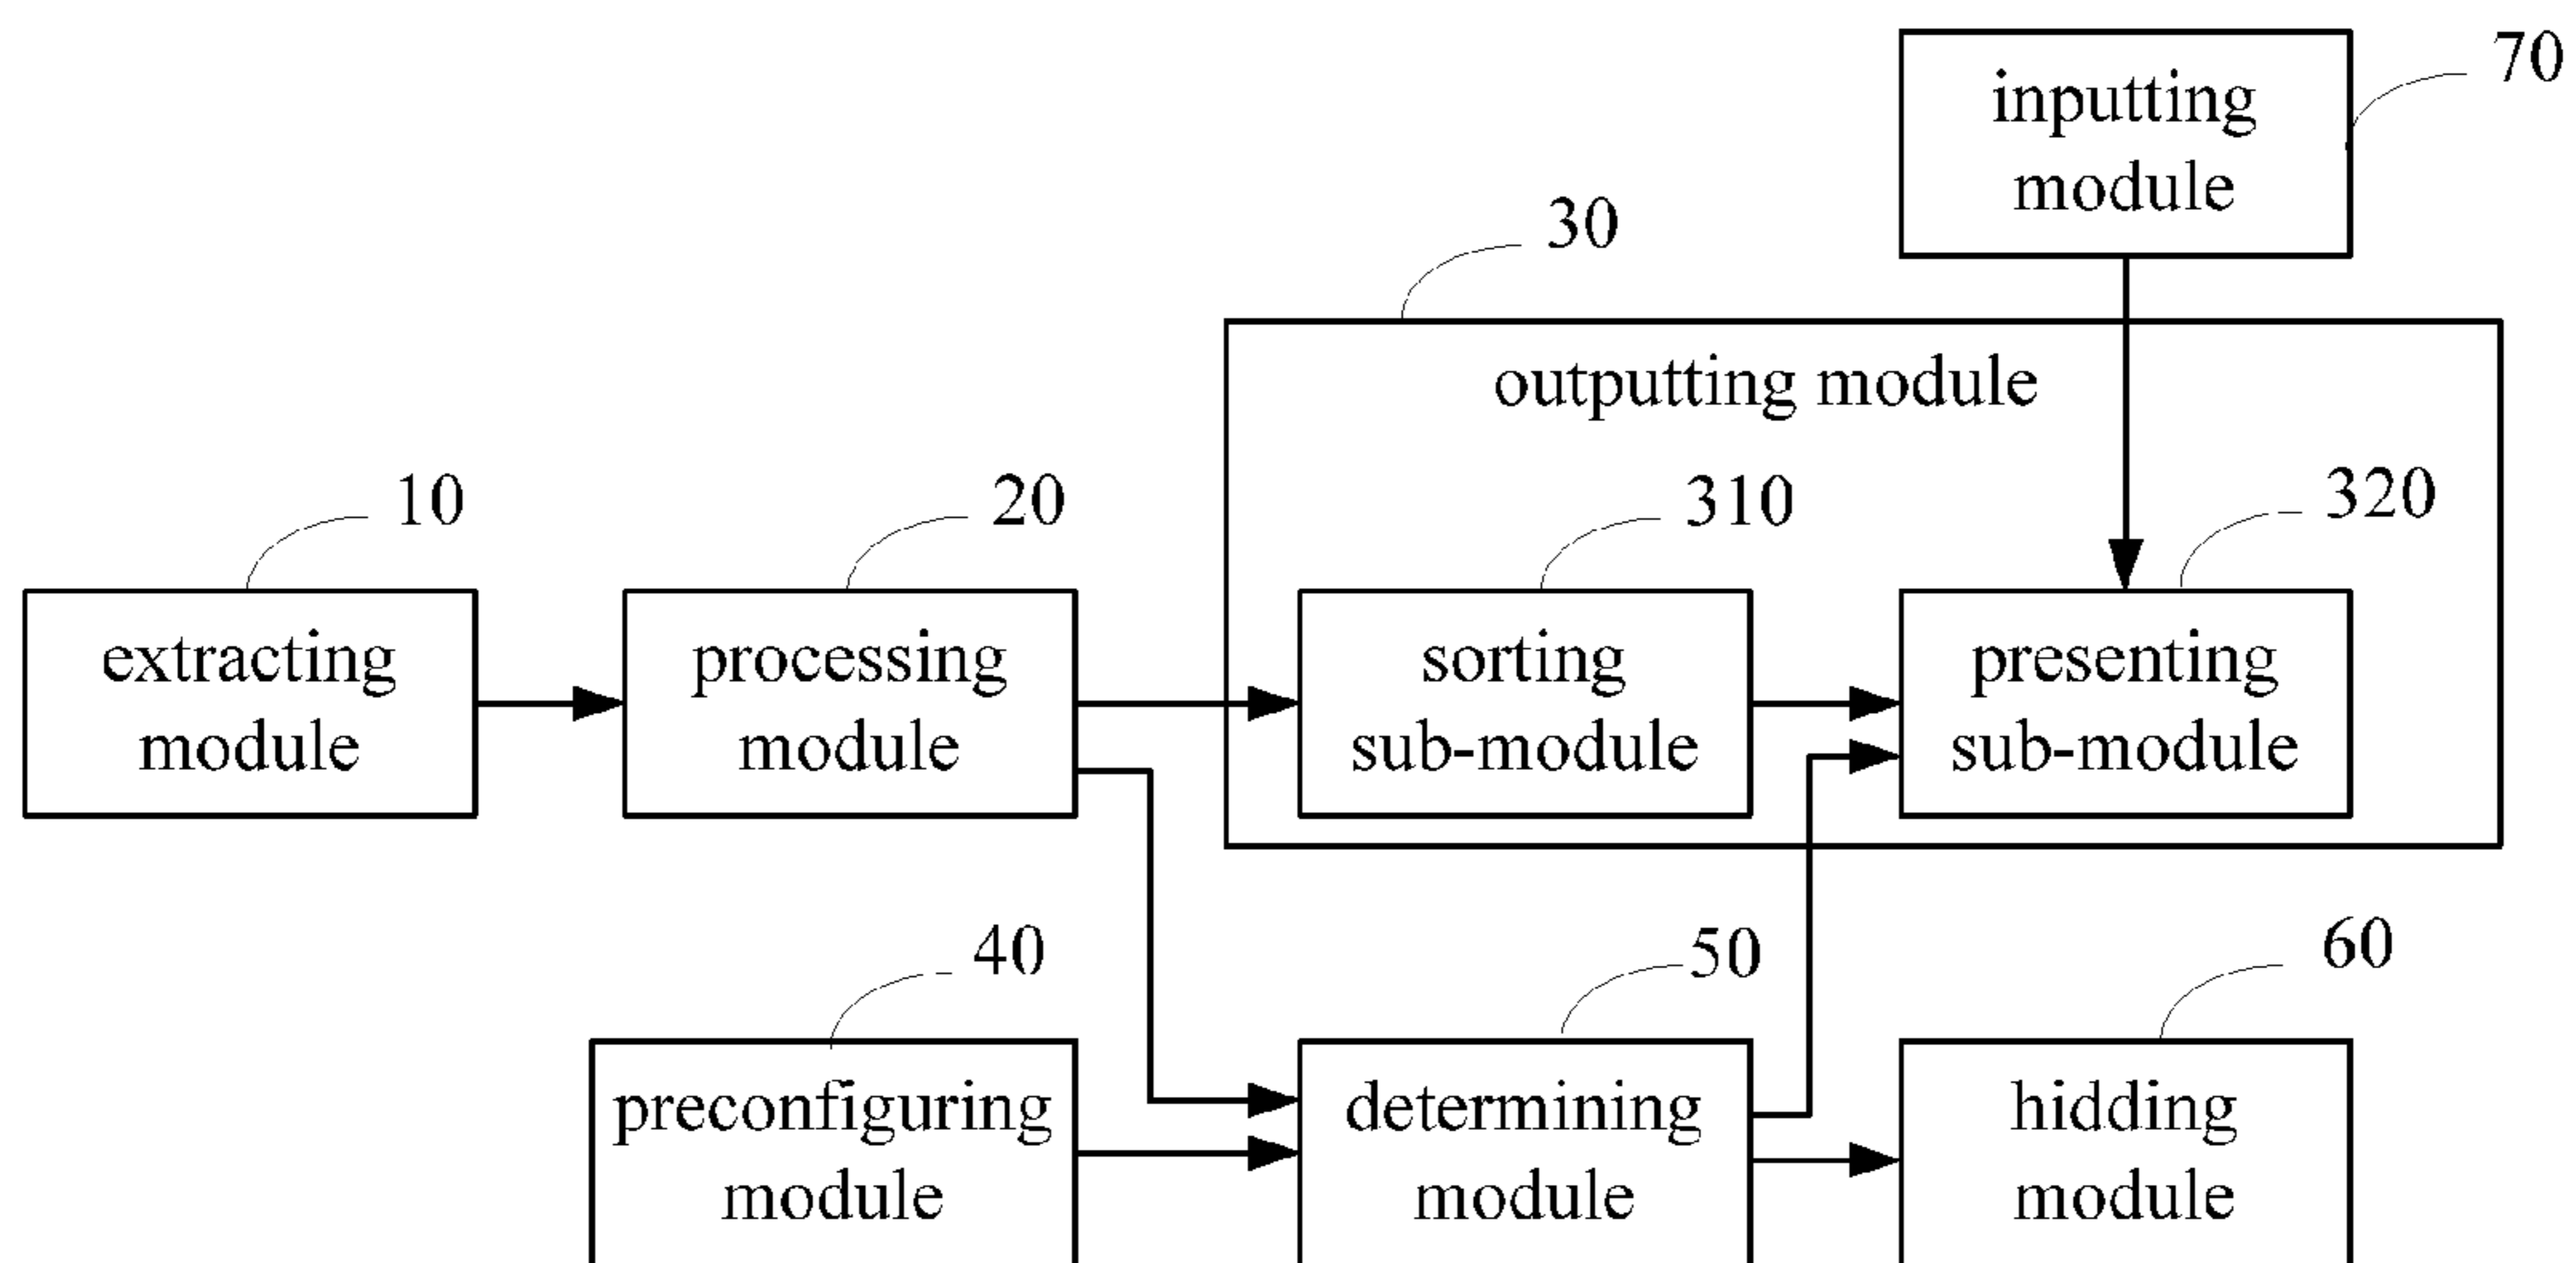 70
inputting
module
30
outputting module
10
20
310
320
extracting
module
processing
module
sorting
sub-module
presenting
sub-module
40
50
60
preconfiguring
module
determining
module
hidding
module